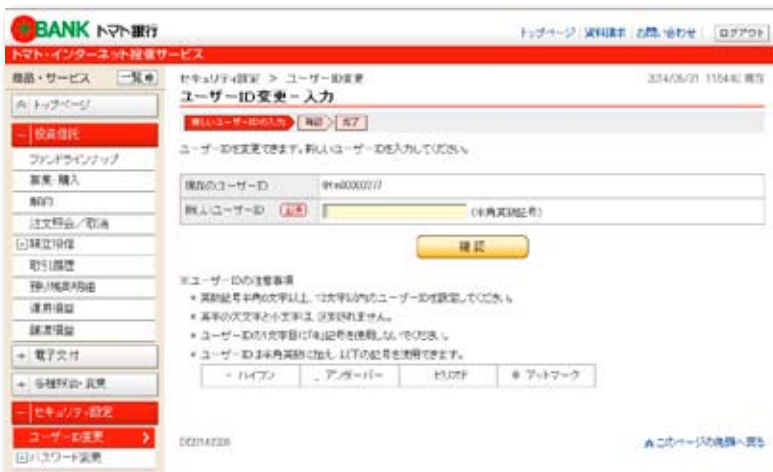 BANK トマト銀行
トップページ 資料請求 お問い合わせ ログアウト
トマト・インターネット投信サービス
商品・サービス 一覧
トップページ
投資信託
ファンドラインナップ
募集・購入
解約
注文照会/取消
積立投信
取引履歴
預り残高明細
運用損益
譲渡損益
電子交付
各種照会・変更
セキュリティ設定
ユーザーID変更
パスワード変更
セキュリティ設定 > ユーザーID変更
ユーザーID変更-入力
新しいユーザーIDの入力 確認 完了
ユーザーIDを変更できます。新しいユーザーIDを入力してください。
現在のユーザーID
新しいユーザーID 必須 (半角英数記号)
確認
※ユーザーIDの注意事項
英数記号半角6文字以上、12文字以内のユーザーIDを設定してください。
英字の大文字と小文字は、区別されません。
ユーザーIDの1文字目に「@」記号を使用しないでください。
ユーザーIDは半角英数に加え、以下の記号を使用できます。
- ハイフン _ アンダーバー . ピリオド @ アットマーク
このページの先頭へ戻る